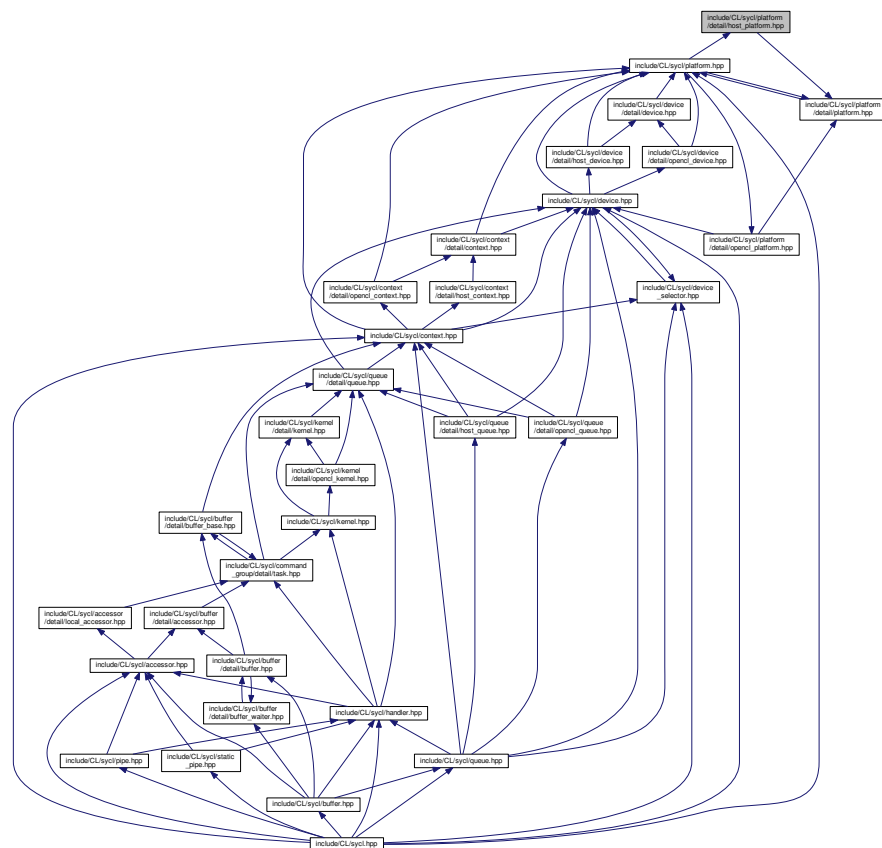 include/CL/sycl/platform
/detail/host_platform.hpp
include/CL/sycl/platform.hpp
include/CL/sycl/device
/detail/device.hpp
include/CL/sycl/platform
/detail/platform.hpp
include/CL/sycl/device
/detail/host_device.hpp
include/CL/sycl/device
/detail/opencl_device.hpp
include/CL/sycl/device.hpp
include/CL/sycl/context
/detail/context.hpp
include/CL/sycl/platform
/detail/opencl_platform.hpp
include/CL/sycl/context
/detail/opencl_context.hpp
include/CL/sycl/context
/detail/host_context.hpp
include/CL/sycl/device
_selector.hpp
include/CL/sycl/context.hpp
include/CL/sycl/queue
/detail/queue.hpp
include/CL/sycl/kernel
/detail/kernel.hpp
include/CL/sycl/queue
/detail/host_queue.hpp
include/CL/sycl/queue
/detail/opencl_queue.hpp
include/CL/sycl/kernel
/detail/opencl_kernel.hpp
include/CL/sycl/buffer
/detail/buffer_base.hpp
include/CL/sycl/kernel.hpp
include/CL/sycl/command
_group/detail/task.hpp
include/CL/sycl/accessor
/detail/local_accessor.hpp
include/CL/sycl/buffer
/detail/accessor.hpp
include/CL/sycl/accessor.hpp
include/CL/sycl/buffer
/detail/buffer.hpp
include/CL/sycl/buffer
/detail/buffer_waiter.hpp
include/CL/sycl/handler.hpp
include/CL/sycl/pipe.hpp
include/CL/sycl/static
_pipe.hpp
include/CL/sycl/queue.hpp
include/CL/sycl/buffer.hpp
include/CL/sycl.hpp